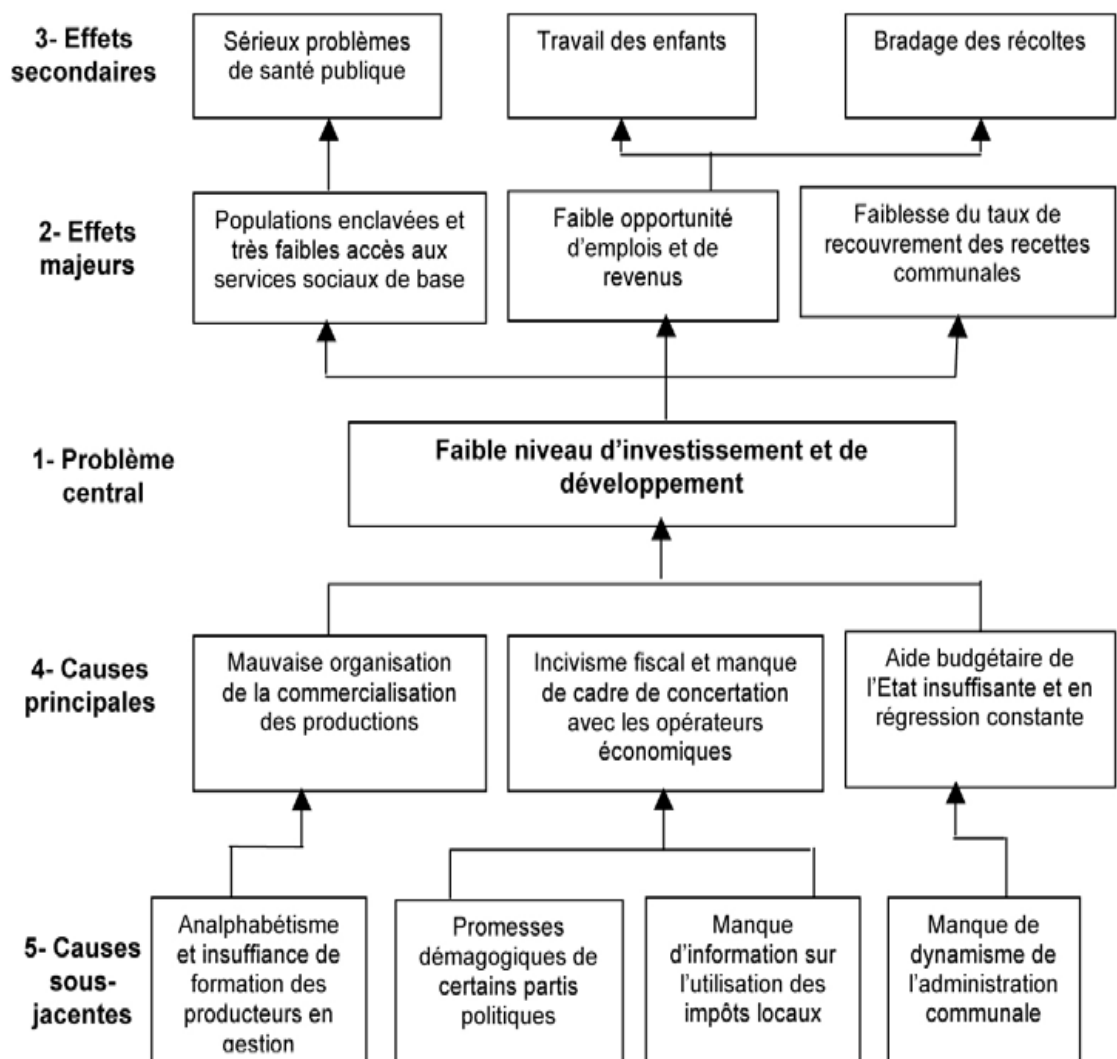 3- Effets
secondaires
Sérieux problèmes
de santé publique
Travail des enfants
Bradage des récoltes
2- Effets
majeurs
Populations enclavées et
très faibles accès aux
services sociaux de base
Faible opportunité
d’emplois et de
revenus
Faiblesse du taux de
recouvrement des recettes
communales
1- Problème
central
Faible niveau d’investissement et de
développement
4- Causes
principales
Mauvaise organisation
de la commercialisation
des productions
Incivisme fiscal et manque
de cadre de concertation
avec les opérateurs
économiques
Aide budgétaire de
l’Etat insuffisante et en
régression constante
5- Causes
sous-
jacentes
Analphabétisme
et insuffiance de
formation des
producteurs en
gestion
Promesses
démagogiques de
certains partis
politiques
Manque
d’information sur
l’utilisation des
impôts locaux
Manque de
dynamisme de
l’administration
communale